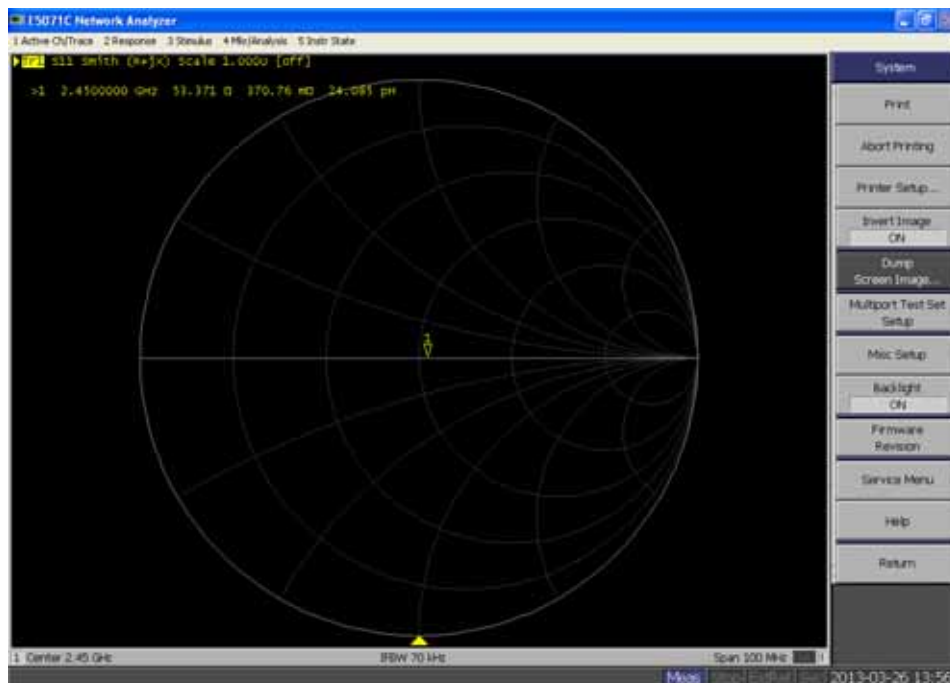 E5071C Network Analyzer
1 Active Ch/Trace 2 Response 3 Stimulus 4 Mkr/Analysis 5 Instr State
Tr1 S11 Smith (R+jX) Scale 1.000U [off]
>1 2.4500000 GHz 53.371 Ω 370.76 mΩ 24.085 pH
1
System
Print
Abort Printing
Printer Setup...
Invert Image
ON
Dump
Screen Image...
Multiport Test Set
Setup
Misc Setup
Backlight
ON
Firmware
Revision
Service Menu
Help
Return
1 Center 2.45 GHz IFBW 70 kHz Span 100 MHz
Meas
2013-03-26 13:59